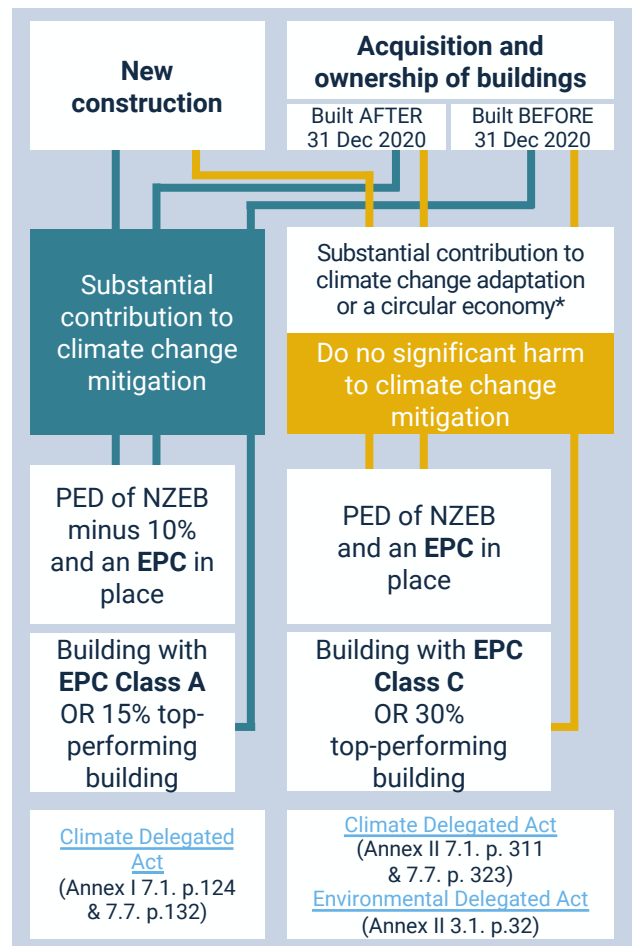 New
construction
Acquisition and
ownership of buildings
Built AFTER
31 Dec 2020
Built BEFORE
31 Dec 2020
Substantial
contribution to
climate change
mitigation
Substantial contribution to
climate change adaptation
or a circular economy*
Do no significant harm
to climate change
mitigation
PED of NZEB
minus 10%
and an EPC in
place
PED of NZEB
and an EPC in
place
Building with
EPC Class A
OR 15% top-
performing
building
Building with EPC
Class C
OR 30%
top-performing
building
Climate Delegated
Act
(Annex I 7.1. p.124
& 7.7. p.132)
Climate Delegated Act
(Annex II 7.1. p. 311
& 7.7. p. 323)
Environmental Delegated Act
(Annex II 3.1. p.32)